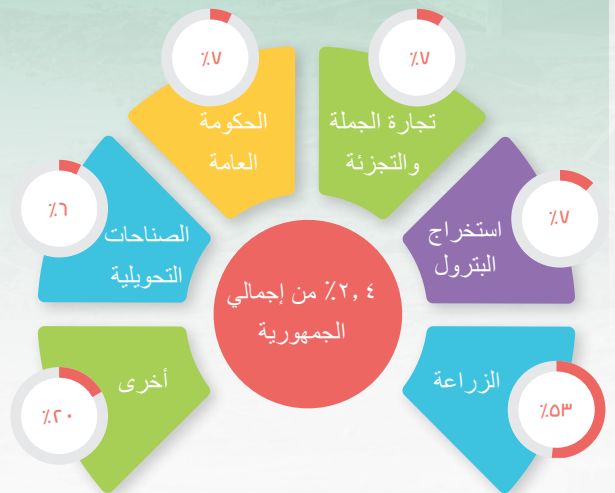 ٪٧
تجارة الجملة
والتجزئة
٪٧
الحكومة
العامة
٪٧
استخراج
البترول
٪٦
الصناحات
التحويلية
٪٢,٤ من إجمالي
الجمهورية
٪٥٣
الزراعة
٪٢٠
أخرى